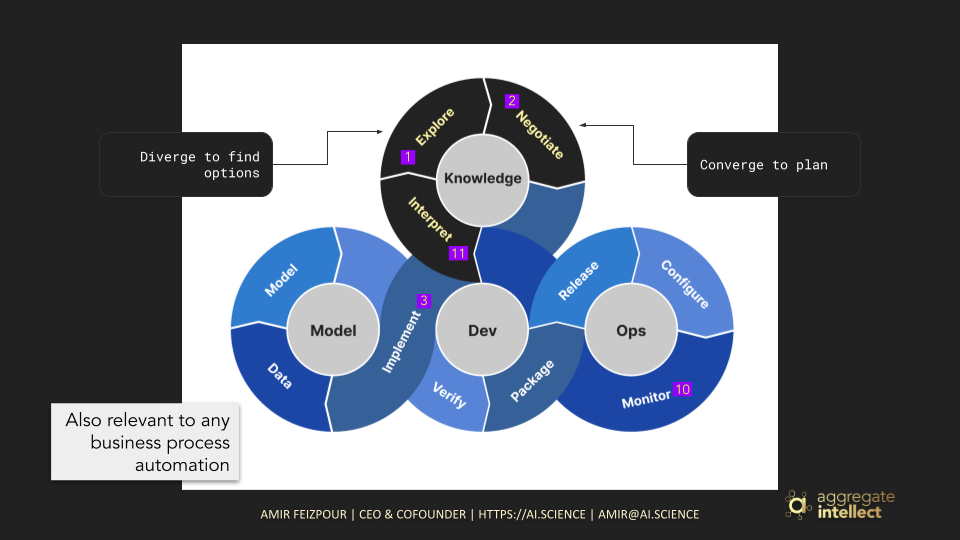 2
Negotiate
Explore
1
Diverge to find
options
Converge to plan
Knowledge
Interpret
11
Model
3
Release
Configure
Model
Implement
Dev
Ops
Data
Verify
Package
Monitor 10
Also relevant to any
business process
automation
aggregate
intellect
AMIR FEIZPOUR | CEO & COFOUNDER | HTTPS://AI.SCIENCE | AMIR@AI.SCIENCE